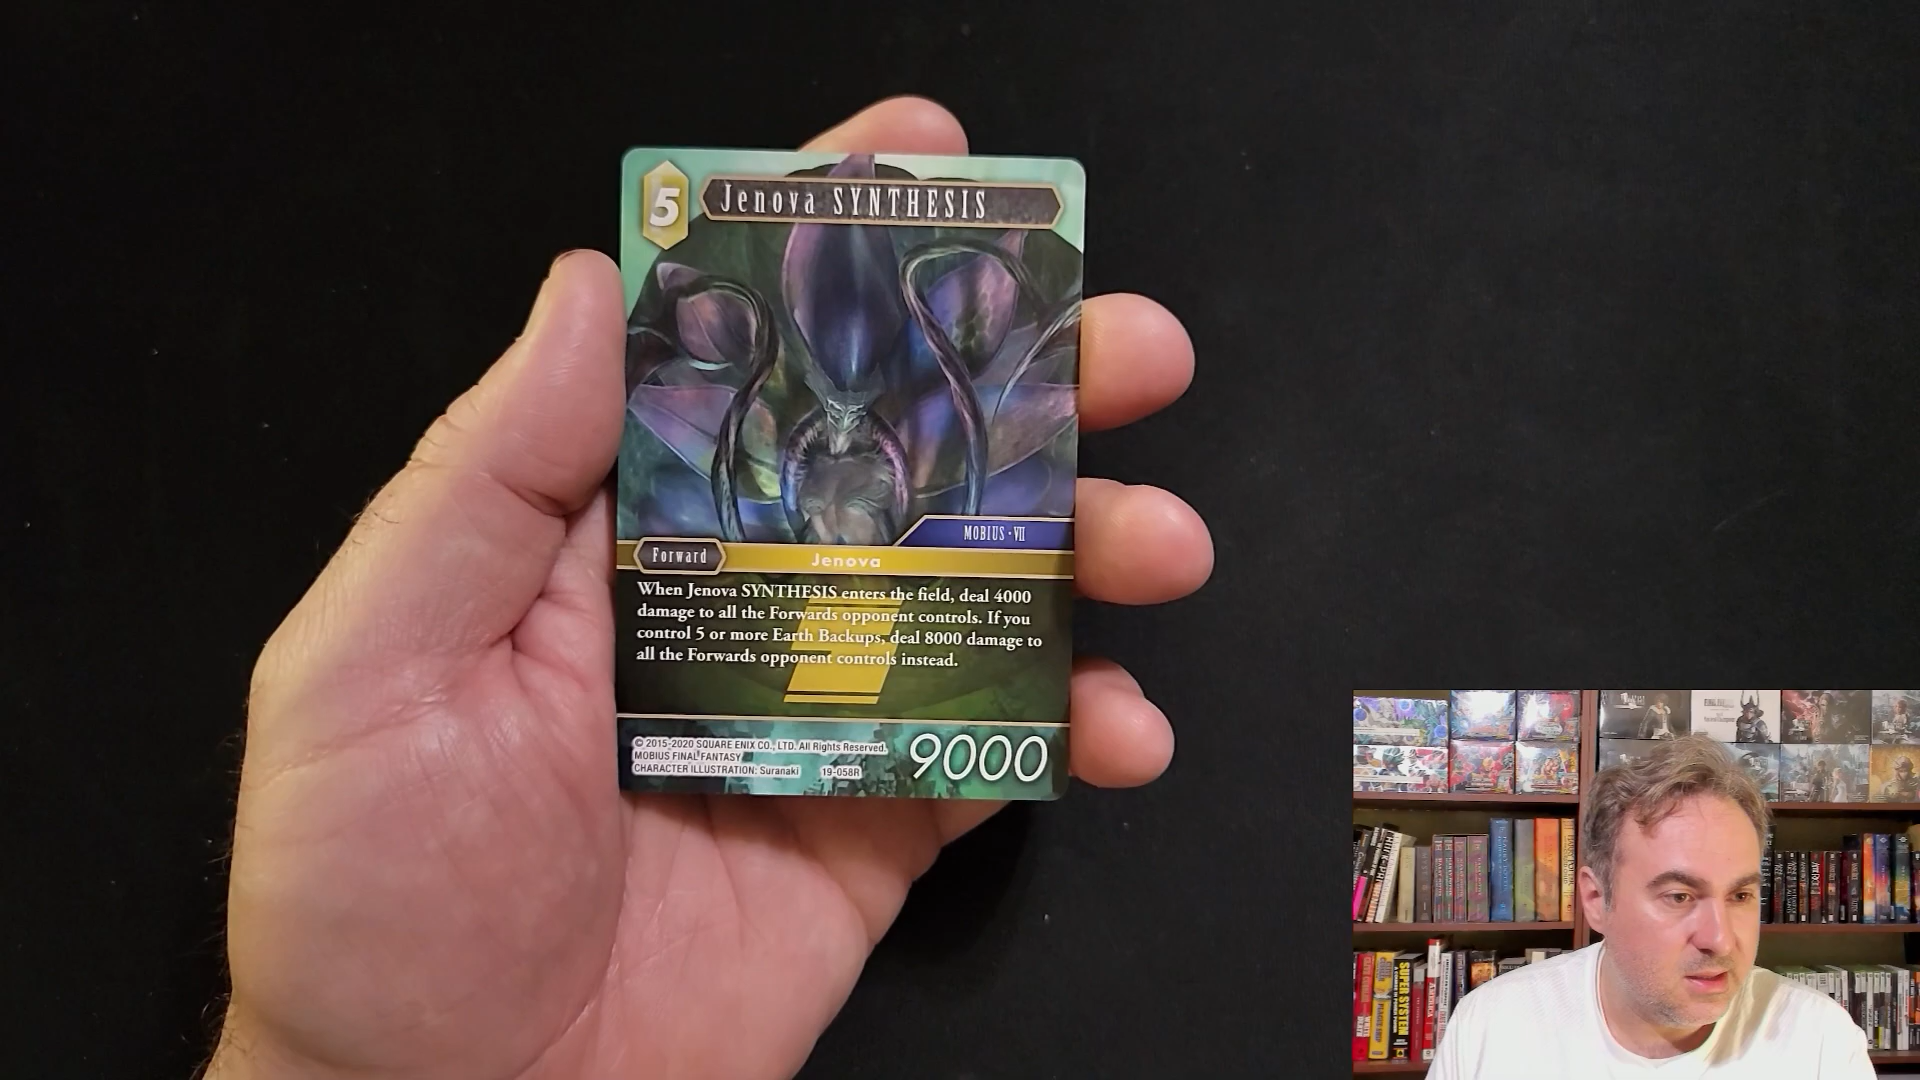 5
Jenova SYNTHESIS
MOBIUS · VII
Forward
Jenova
When Jenova SYNTHESIS enters the field, deal 4000
damage to all the Forwards opponent controls. If you
control 5 or more Earth Backups, deal 8000 damage to
all the Forwards opponent controls instead.
© 2015-2020 SQUARE ENIX CO., LTD. All Rights Reserved.
MOBIUS FINAL FANTASY
CHARACTER ILLUSTRATION: Suranaki 19-058R
9000
SUPER SYSTEM